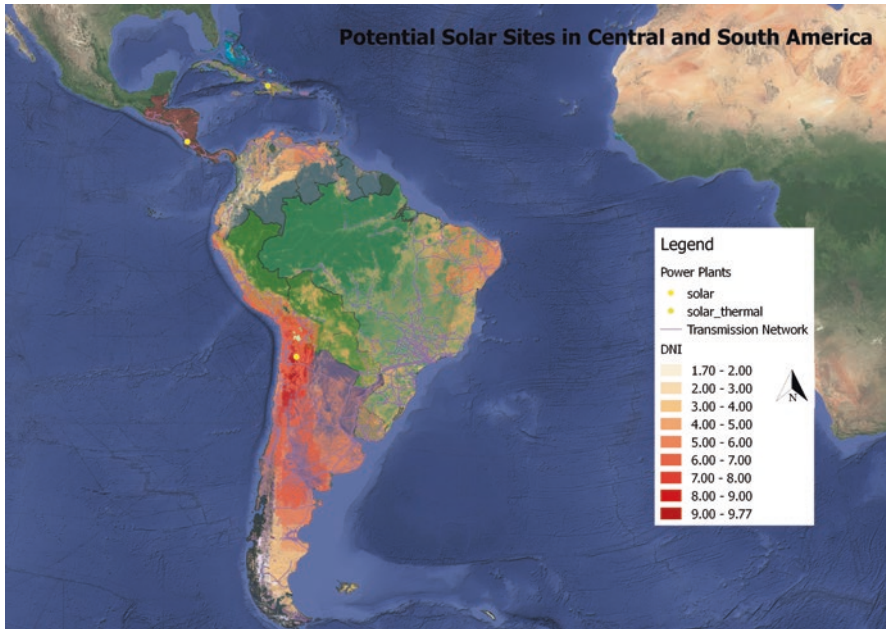 Potential Solar Sites in Central and South America
Legend
Power Plants
solar
solar_thermal
Transmission Network
DNI
1.70 - 2.00
2.00 - 3.00
3.00 - 4.00
4.00 - 5.00
5.00 - 6.00
6.00 - 7.00
7.00 - 8.00
8.00 - 9.00
9.00 - 9.77
N